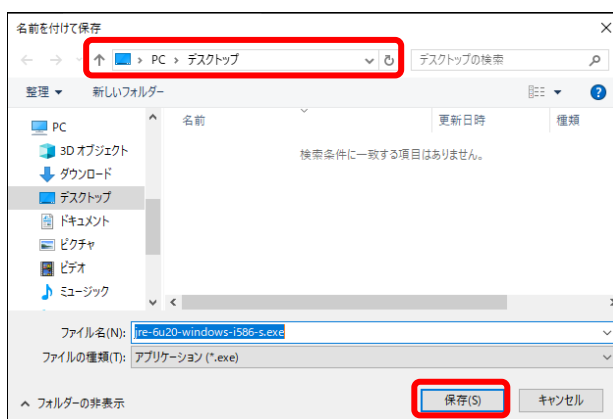 名前を付けて保存
PC › デスクトップ
デスクトップの検索
整理
新しいフォルダー
名前
更新日時
種類
検索条件に一致する項目はありません。
PC
3D オブジェクト
ダウンロード
デスクトップ
ドキュメント
ピクチャ
ビデオ
ミュージック
ファイル名(N): jre-6u20-windows-i586-s.exe
ファイルの種類(T): アプリケーション (*.exe)
フォルダーの非表示
保存(S)
キャンセル